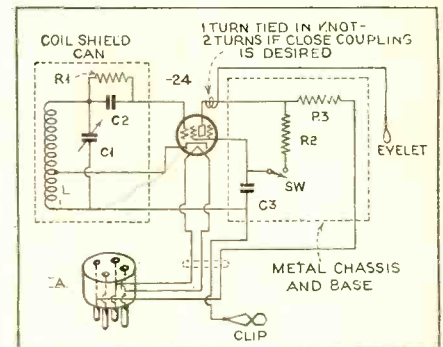 1 TURN TIED IN KNOT-
2 TURNS IF CLOSE COUPLING
IS DESIRED
COIL SHIELD
CAN
R1
-24
C2
C1
L
R3
R2
EYELET
SW
C3
A
METAL CHASSIS
AND BASE
CLIP